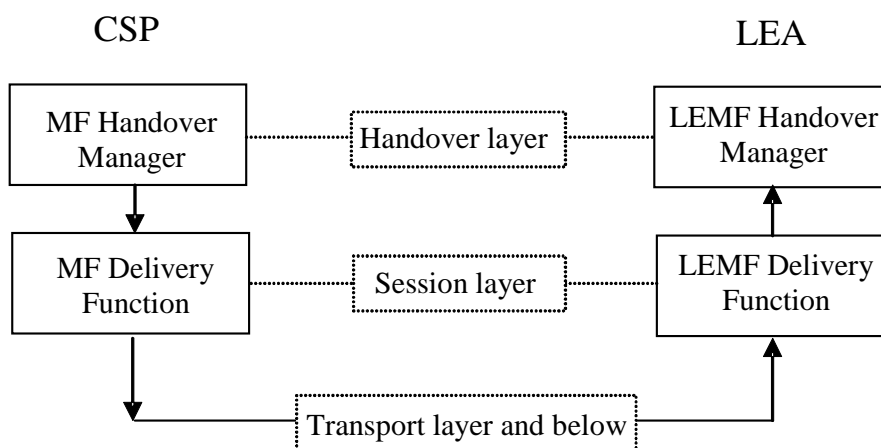 CSP
LEA
MF Handover
Manager
Handover layer
LEMF Handover
Manager
MF Delivery
Function
Session layer
LEMF Delivery
Function
Transport layer and below